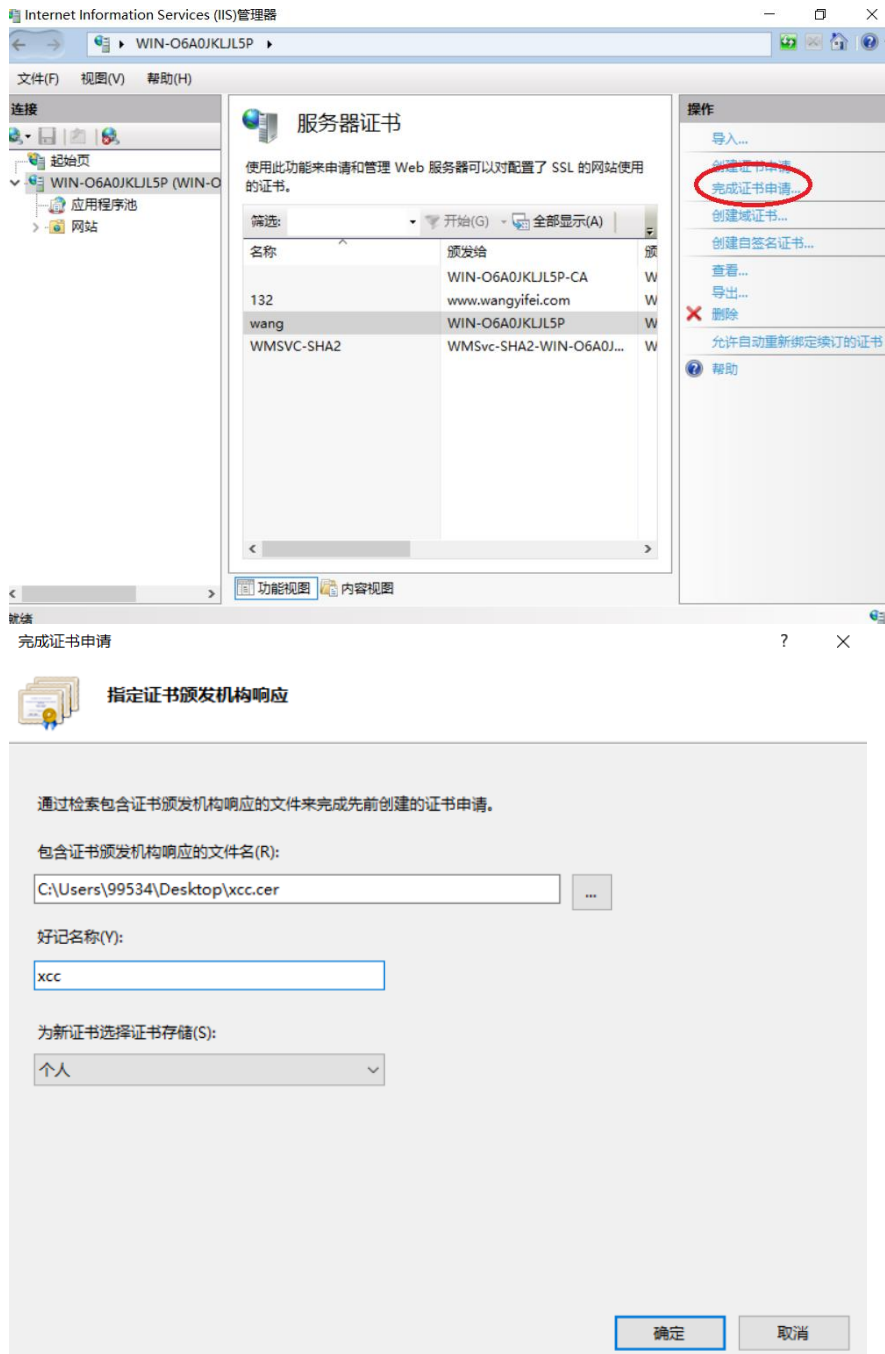 Internet Information Services (IIS)管理器
WIN-O6A0JKLJL5P
文件(F) 视图(V) 帮助(H)
连接
起始页
WIN-O6A0JKLJL5P (WIN-O
应用程序池
网站
服务器证书
使用此功能来申请和管理 Web 服务器可以对配置了 SSL 的网站使用
的证书。
筛选: 开始(G) 全部显示(A)
名称 颁发给 颁
WIN-O6A0JKLJL5P-CA W
132 www.wangyifei.com W
wang WIN-O6A0JKLJL5P W
WMSVC-SHA2 WMSvc-SHA2-WIN-O6A0J... W
功能视图 内容视图
操作
导入...
创建证书申请...
完成证书申请...
创建域证书...
创建自签名证书...
查看...
导出...
删除
允许自动重新绑定续订的证书
帮助
就绪
完成证书申请 ?
指定证书颁发机构响应
通过检索包含证书颁发机构响应的文件来完成先前创建的证书申请。
包含证书颁发机构响应的文件名(R):
C:\Users\99534\Desktop\xcc.cer ...
好记名称(Y):
xcc
为新证书选择证书存储(S):
个人
确定 取消